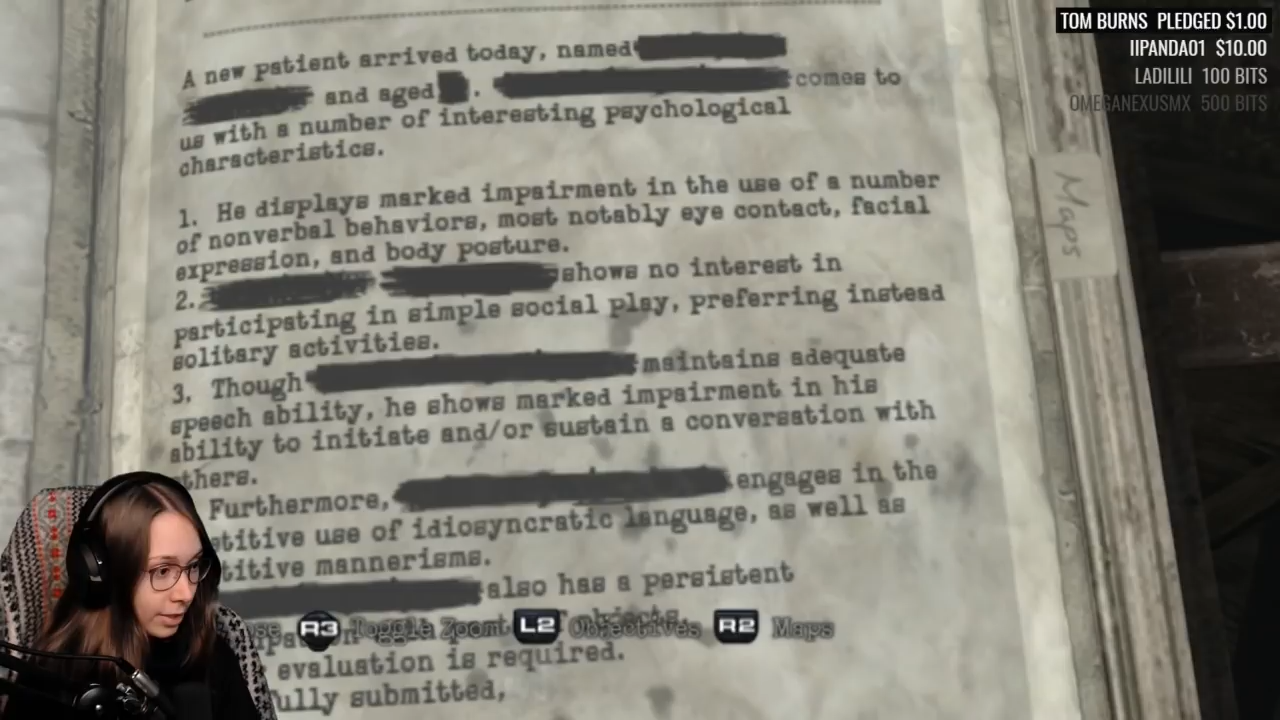 TOM BURNS PLEDGED $1.00
IIPANDA01 $10.00
LADILILI 100 BITS
OMEGANEXUSMX 500 BITS
A new patient arrived today, named
and aged . comes to
us with a number of interesting psychological
characteristics.
1. He displays marked impairment in the use of a number
of nonverbal behaviors, most notably eye contact, facial
expression, and body posture.
2. shows no interest in
participating in simple social play, preferring instead
solitary activities.
3. Though maintains adequate
speech ability, he shows marked impairment in his
ability to initiate and/or sustain a conversation with
thers.
Furthermore, engages in the
titive use of idiosyncratic language, as well as
titive mannerisms.
also has a persistent
objects.
evaluation is required.
ully submitted,
Maps
R3 Toggle Zoom L2 Objectives R2 Maps